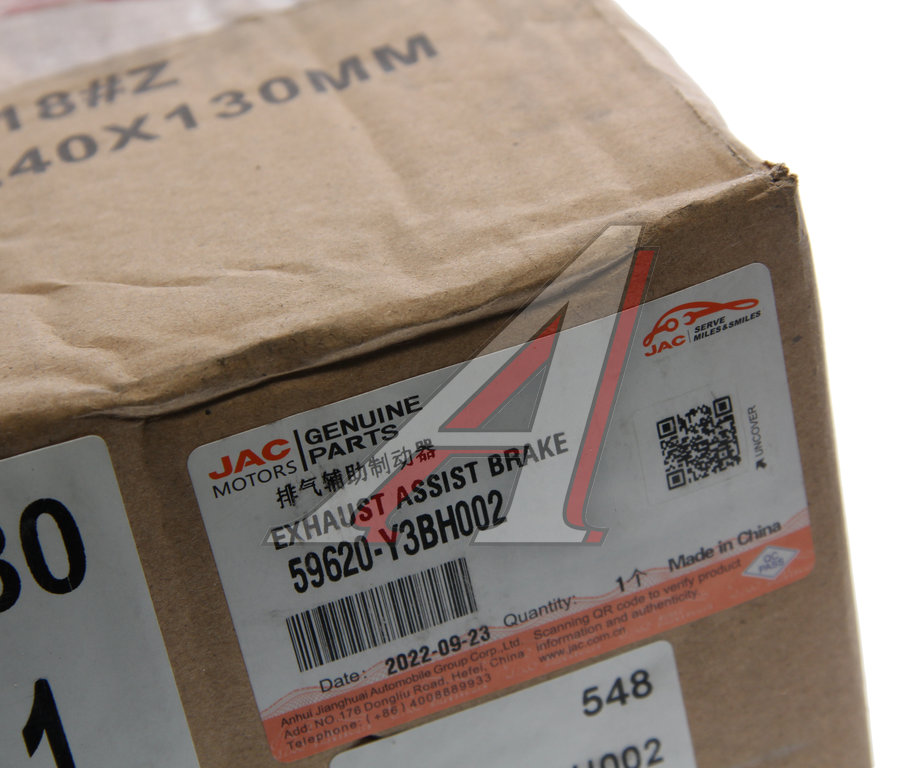 18#Z
40X130MM
JAC MOTORS
GENUINE PARTS
JAC
SERVE
MILES&SMILES
排气辅助制动器
EXHAUST ASSIST BRAKE
59620-Y3BH002
UNCOVER
Date: 2022-09-23
Quantity: 1个
Made in China
QC PASS
Anhui Jianghuai Automobile Group Corp.,Ltd.
Add: NO.176 Dongliu Road, Hefei, China
Telephone: (+86) 4008889933
Scanning QR code to verify product
information and authenticity.
www.jac.com.cn
30
1
548
H002